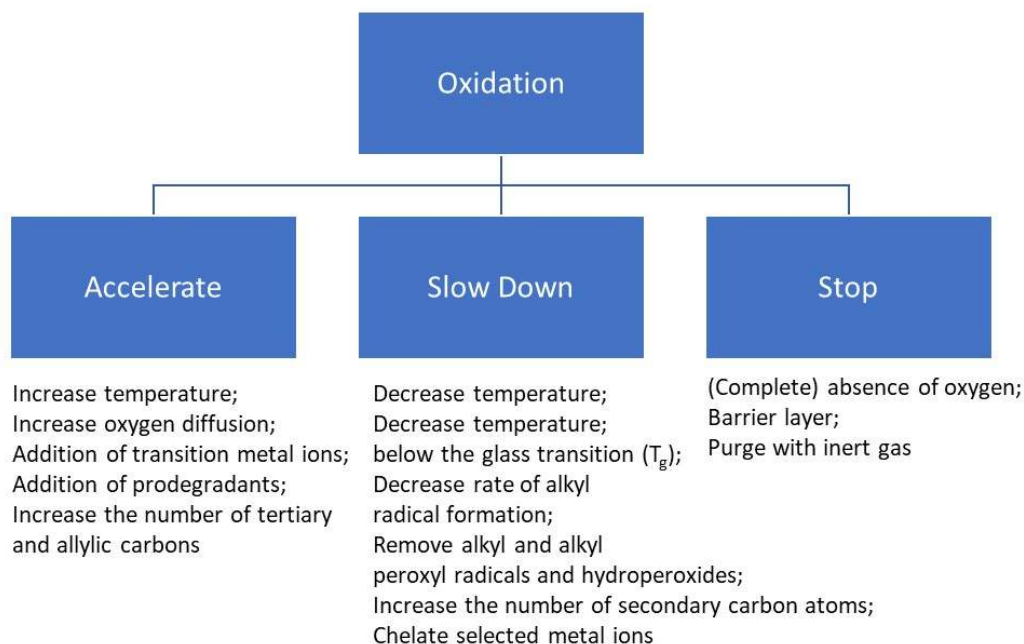 Oxidation
Accelerate
Slow Down
Stop
Increase temperature;
Increase oxygen diffusion;
Addition of transition metal ions;
Addition of prodegradants;
Increase the number of tertiary
and allylic carbons
Decrease temperature;
Decrease temperature;
below the glass transition (Tg);
Decrease rate of alkyl
radical formation;
Remove alkyl and alkyl
peroxyl radicals and hydroperoxides;
Increase the number of secondary carbon atoms;
Chelate selected metal ions
(Complete) absence of oxygen;
Barrier layer;
Purge with inert gas